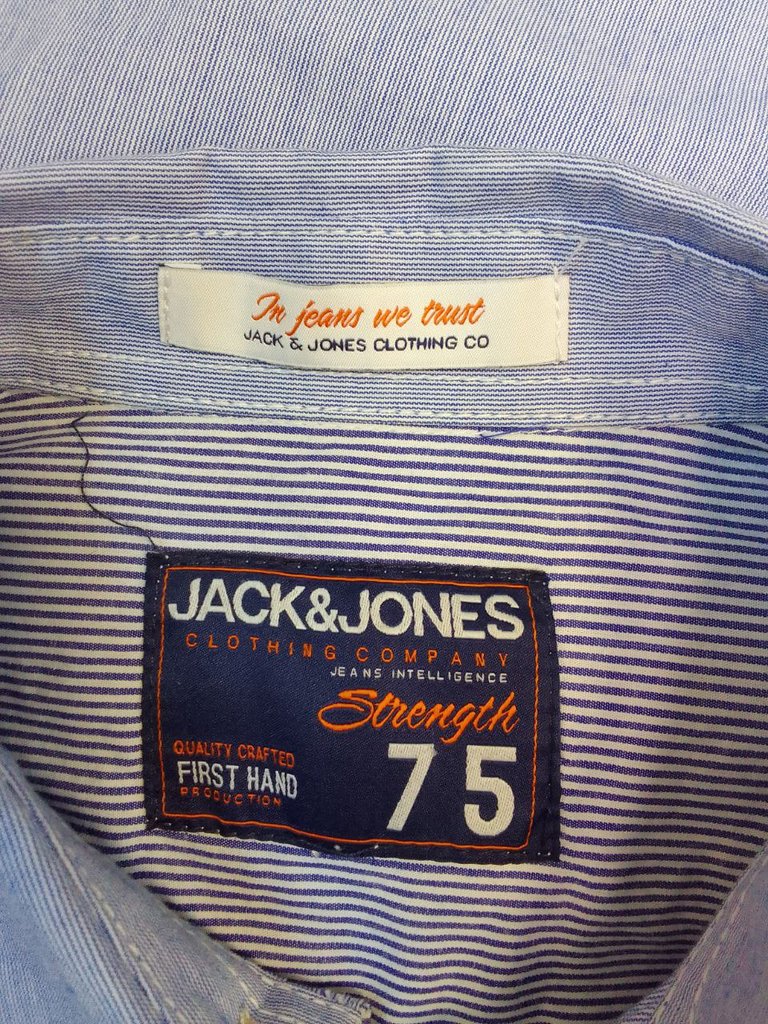 In jeans we trust
JACK & JONES CLOTHING CO
JACK&JONES
CLOTHING COMPANY
JEANS INTELLIGENCE
Strength
QUALITY CRAFTED
FIRST HAND
PRODUCTION
75